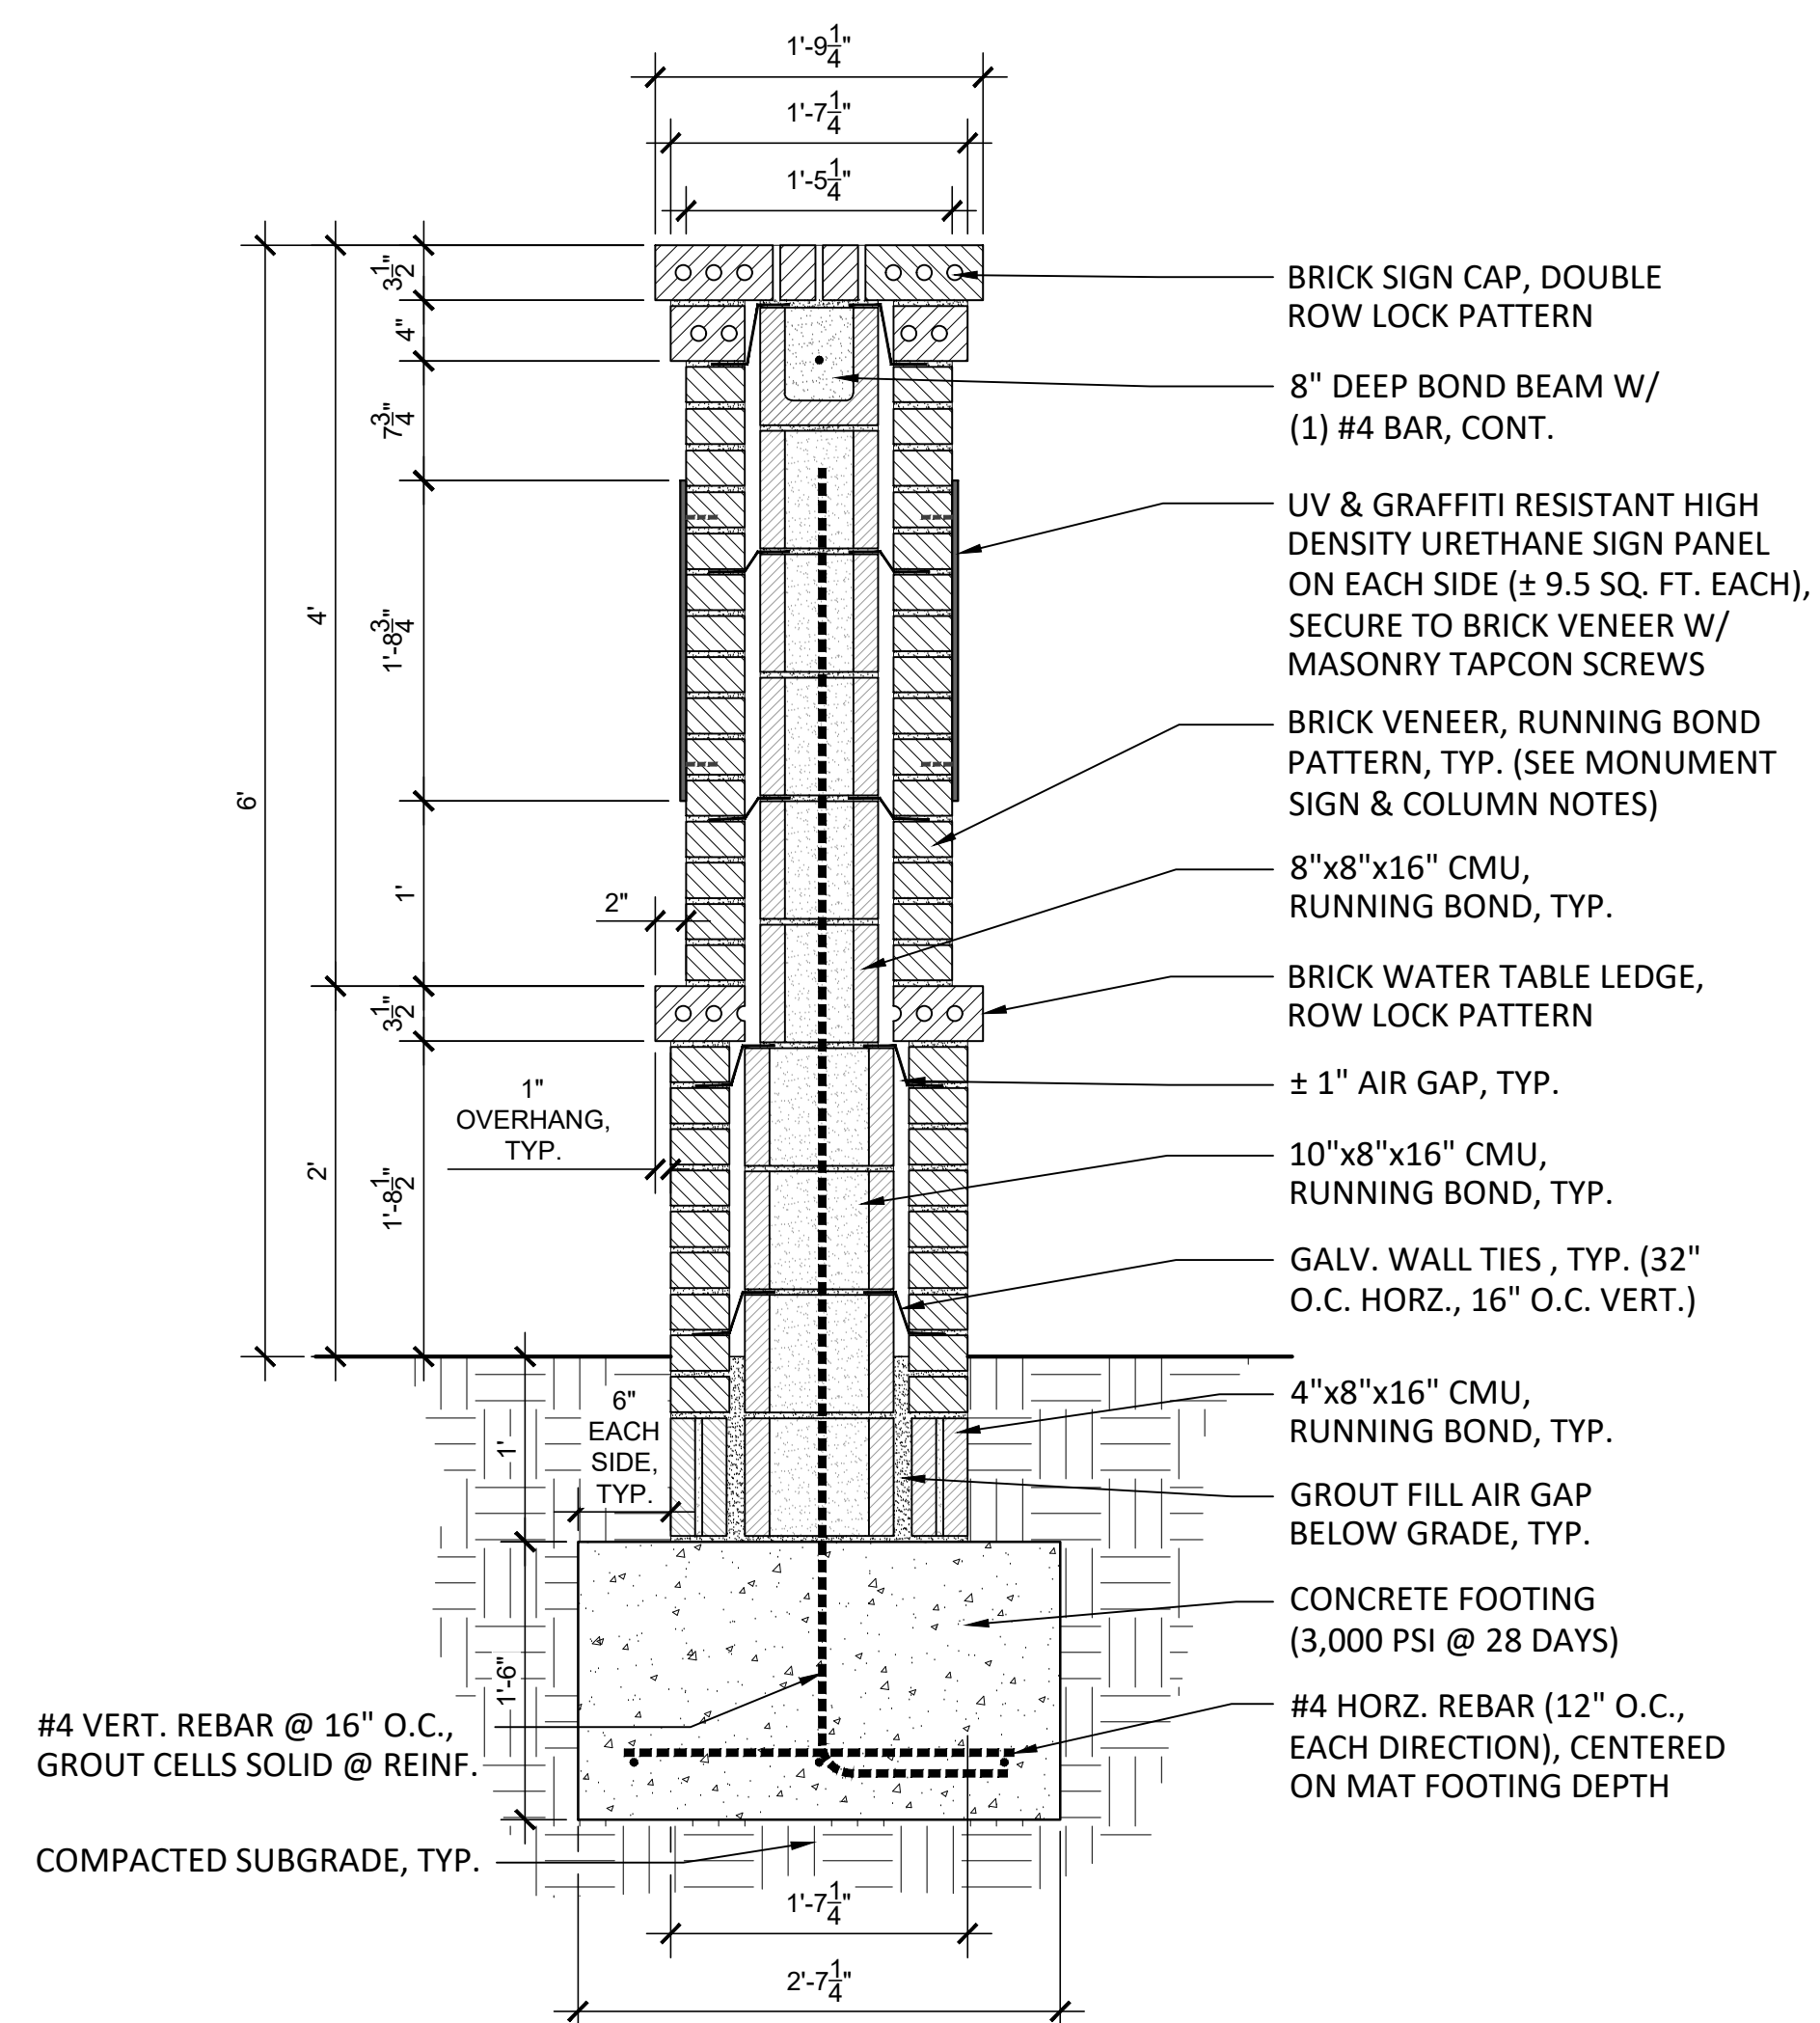 1'-9 1/4"
1'-7 1/4"
1'-5 1/4"
3 1/2"
4"
7 3/4"
1'-8 3/4"
1'
3 1/2"
1'-8 1/2"
4'
2'
6'
2"
1"
OVERHANG,
TYP.
6"
EACH
SIDE,
TYP.
1'
1'-6"
1'-7 1/4"
2'-7 1/4"
BRICK SIGN CAP, DOUBLE
ROW LOCK PATTERN
8" DEEP BOND BEAM W/
(1) #4 BAR, CONT.
UV & GRAFFITI RESISTANT HIGH
DENSITY URETHANE SIGN PANEL
ON EACH SIDE (± 9.5 SQ. FT. EACH),
SECURE TO BRICK VENEER W/
MASONRY TAPCON SCREWS
BRICK VENEER, RUNNING BOND
PATTERN, TYP. (SEE MONUMENT
SIGN & COLUMN NOTES)
8"x8"x16" CMU,
RUNNING BOND, TYP.
BRICK WATER TABLE LEDGE,
ROW LOCK PATTERN
± 1" AIR GAP, TYP.
10"x8"x16" CMU,
RUNNING BOND, TYP.
GALV. WALL TIES , TYP. (32"
O.C. HORZ., 16" O.C. VERT.)
4"x8"x16" CMU,
RUNNING BOND, TYP.
GROUT FILL AIR GAP
BELOW GRADE, TYP.
CONCRETE FOOTING
(3,000 PSI @ 28 DAYS)
#4 HORZ. REBAR (12" O.C.,
EACH DIRECTION), CENTERED
ON MAT FOOTING DEPTH
#4 VERT. REBAR @ 16" O.C.,
GROUT CELLS SOLID @ REINF.
COMPACTED SUBGRADE, TYP.